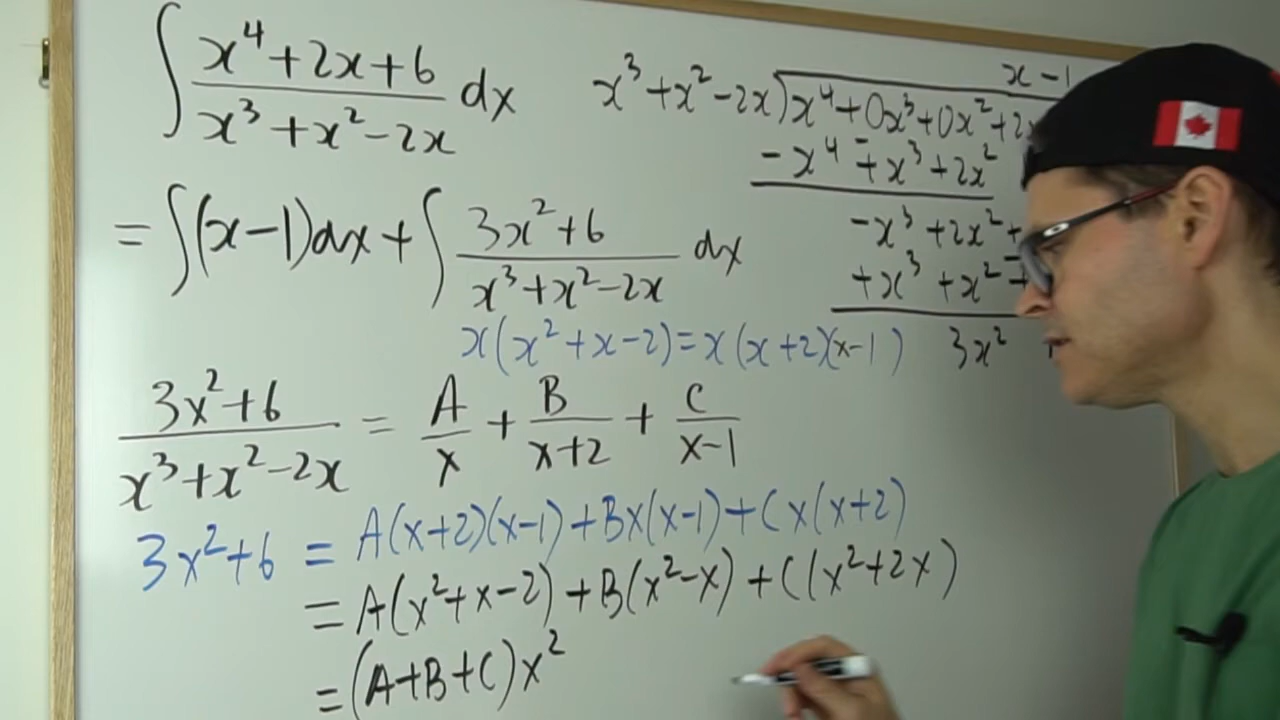 ∫ (x⁴+2x+6)/(x³+x²-2x) dx
= ∫(x-1)dx + ∫ (3x²+6)/(x³+x²-2x) dx
x(x²+x-2)=x(x+2)(x-1)
(3x²+6)/(x³+x²-2x) = A/x + B/(x+2) + C/(x-1)
3x²+6 = A(x+2)(x-1)+Bx(x-1)+Cx(x+2)
= A(x²+x-2)+B(x²-x)+C(x²+2x)
= (A+B+C)x²
x-1
x³+x²-2x)x⁴+0x³+0x²+2x
-x⁴-+x³+2x²
-x³+2x²+
+x³+x²-+
3x²